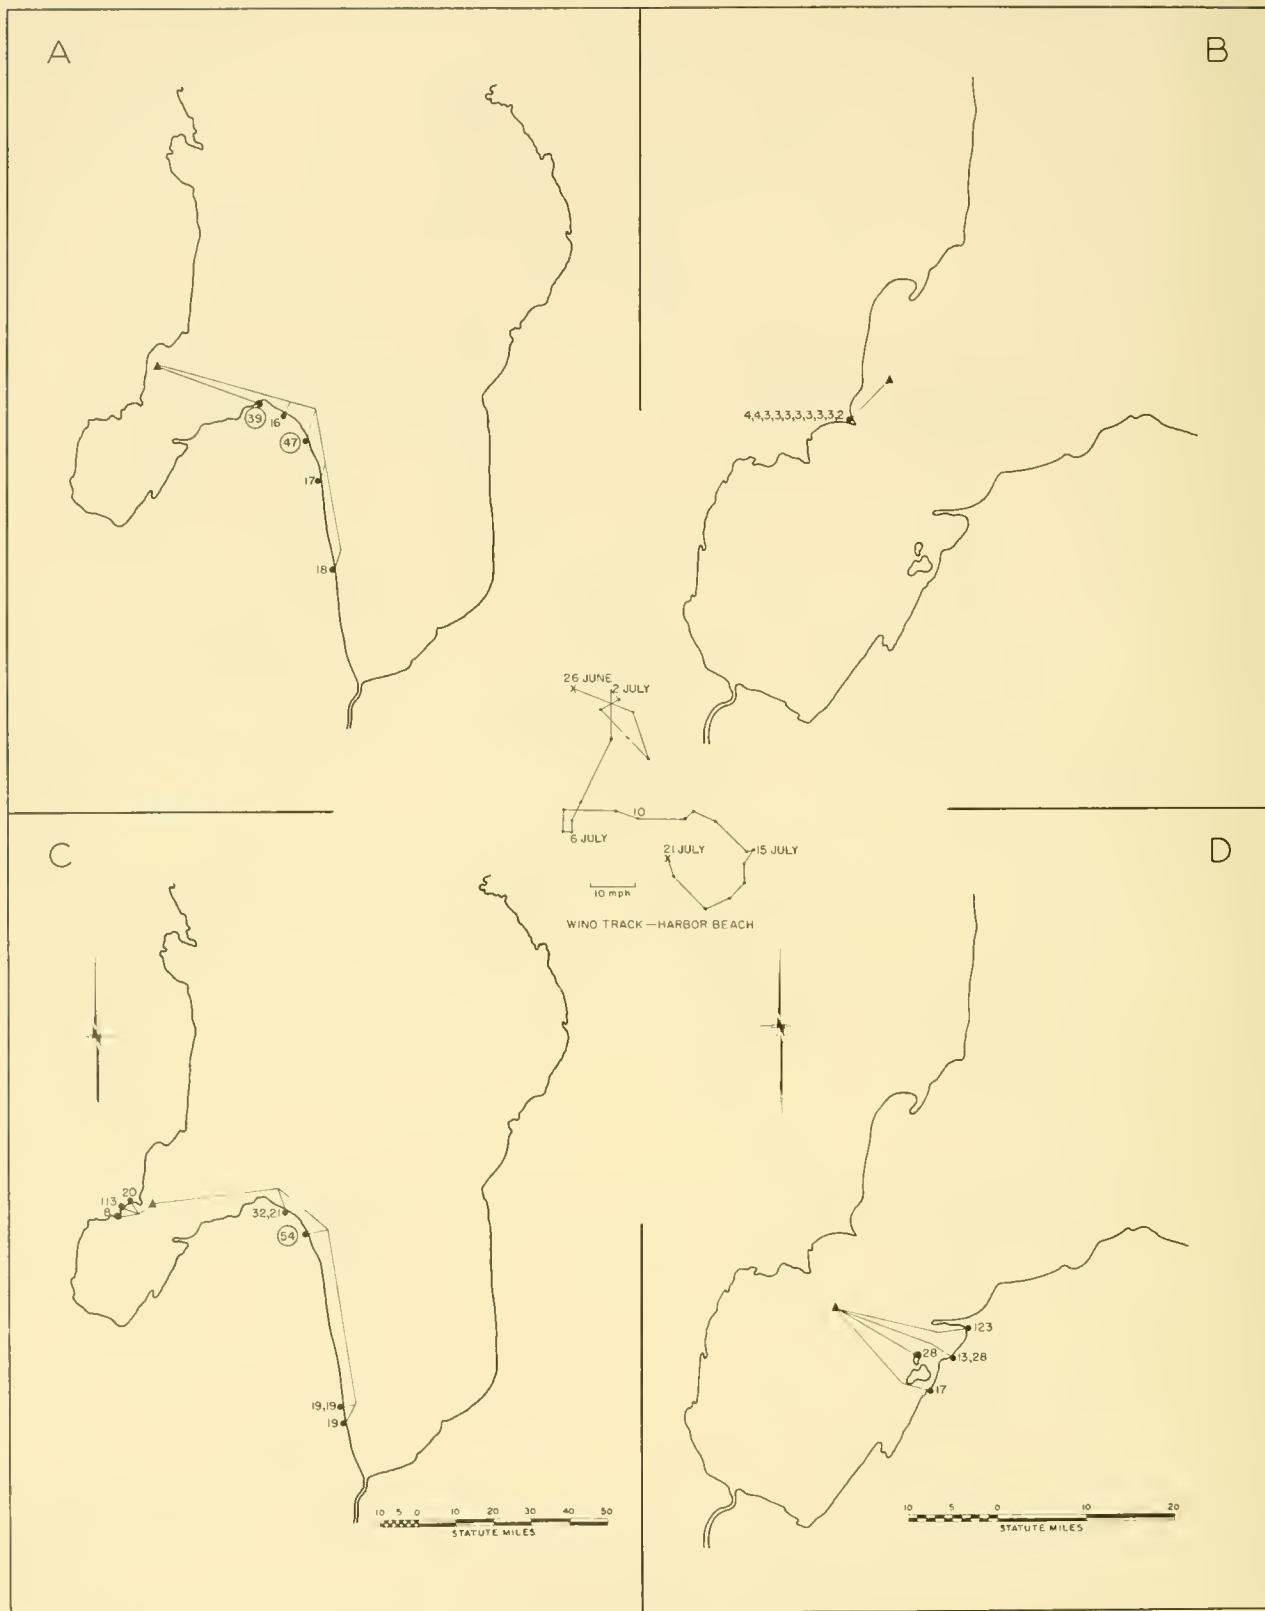 A
B
39
16
47
17
18
4,4,3,3,3,3,3,3,3,2
26 JUNE
2 JULY
10
6 JULY
21 JULY
15 JULY
10 mph
WIND TRACK — HARBOR BEACH
C
D
20
113
8
32,21
54
19,19
19
123
28
13,28
17
10 5 0 10 20 30 40 50
STATUTE MILES
10 5 0 10 20
STATUTE MILES